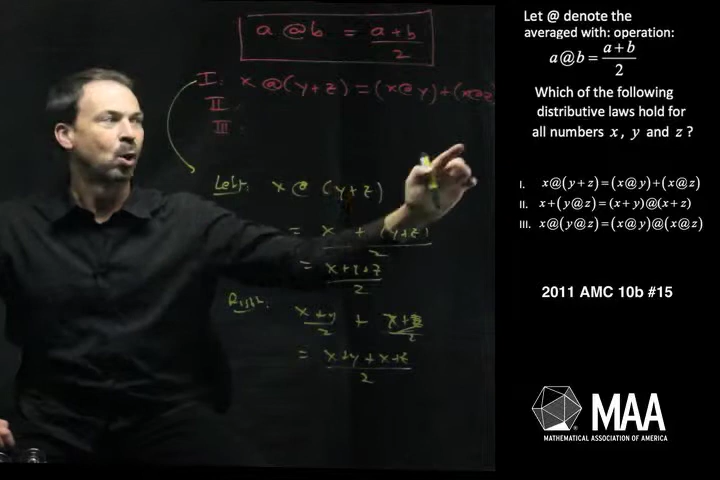 a @ b = a+b/2
I: x @ (y+z) = (x@y) + (x@z)
II:
III:
Left: x @ (y+z)
= x + (y+z)/2
= x+y+z/2
Right: x+y/2 + x+z/2
= x+y+x+z/2
Let @ denote the
averaged with: operation:
a@b = a+b/2
Which of the following
distributive laws hold for
all numbers x, y and z ?
I. x@(y+z)=(x@y)+(x@z)
II. x+(y@z)=(x+y)@(x+z)
III. x@(y@z)=(x@y)@(x@z)
2011 AMC 10b #15
MAA
MATHEMATICAL ASSOCIATION OF AMERICA